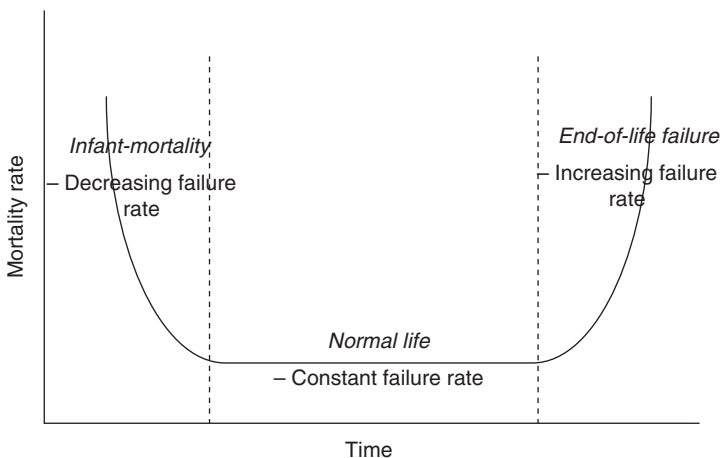 Mortality rate
Infant-mortality
– Decreasing failure
rate
Normal life
– Constant failure rate
End-of-life failure
– Increasing failure
rate
Time